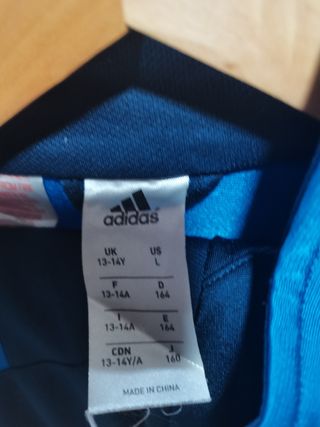 adidas
UK US
13-14Y L
F D
13-14A 164
I E
13-14A 164
CDN J
13-14Y/A 160
MADE IN CHINA